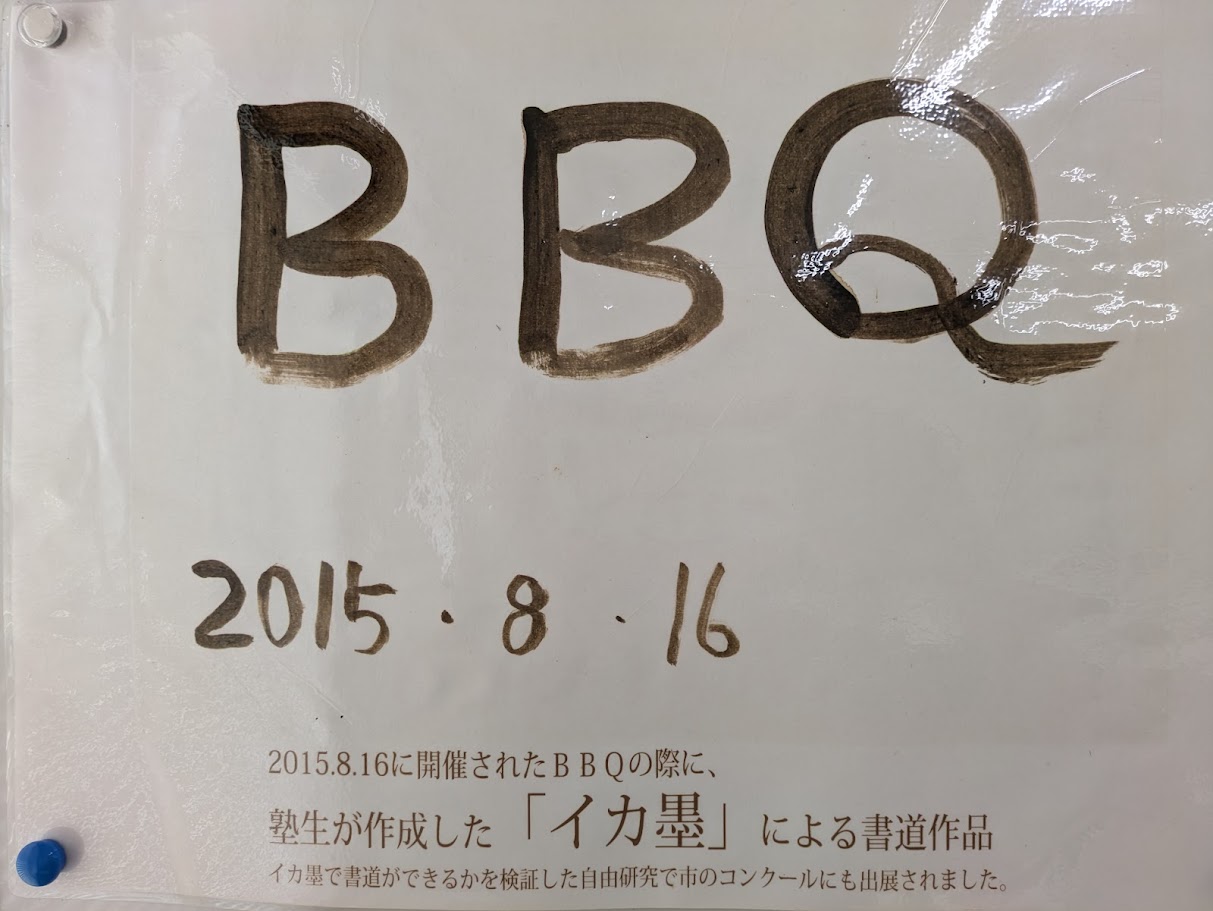 BBQ
2015・8・16
2015.8.16に開催されたＢＢＱの際に、
塾生が作成した「イカ墨」による書道作品
イカ墨で書道ができるかを検証した自由研究で市のコンクールにも出展されました。